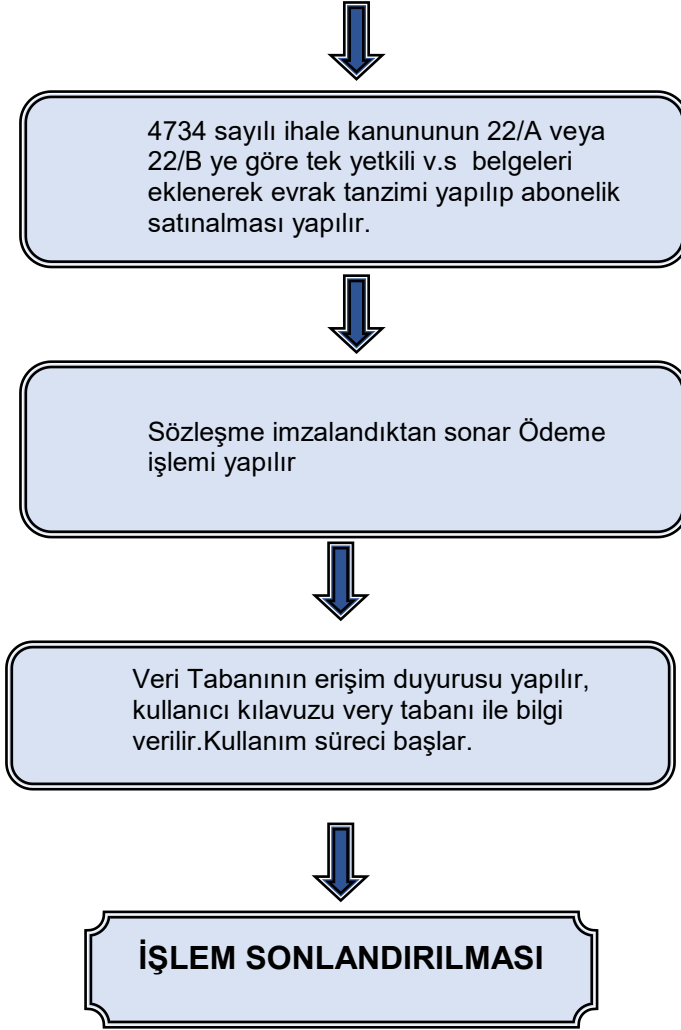 4734 sayılı ihale kanununun 22/A veya
22/B ye göre tek yetkili v.s  belgeleri
eklenerek evrak tanzimi yapılıp abonelik
satınalması yapılır.
Sözleşme imzalandıktan sonar Ödeme
işlemi yapılır
Veri Tabanının erişim duyurusu yapılır,
kullanıcı kılavuzu very tabanı ile bilgi
verilir.Kullanım süreci başlar.
İŞLEM SONLANDIRILMASI